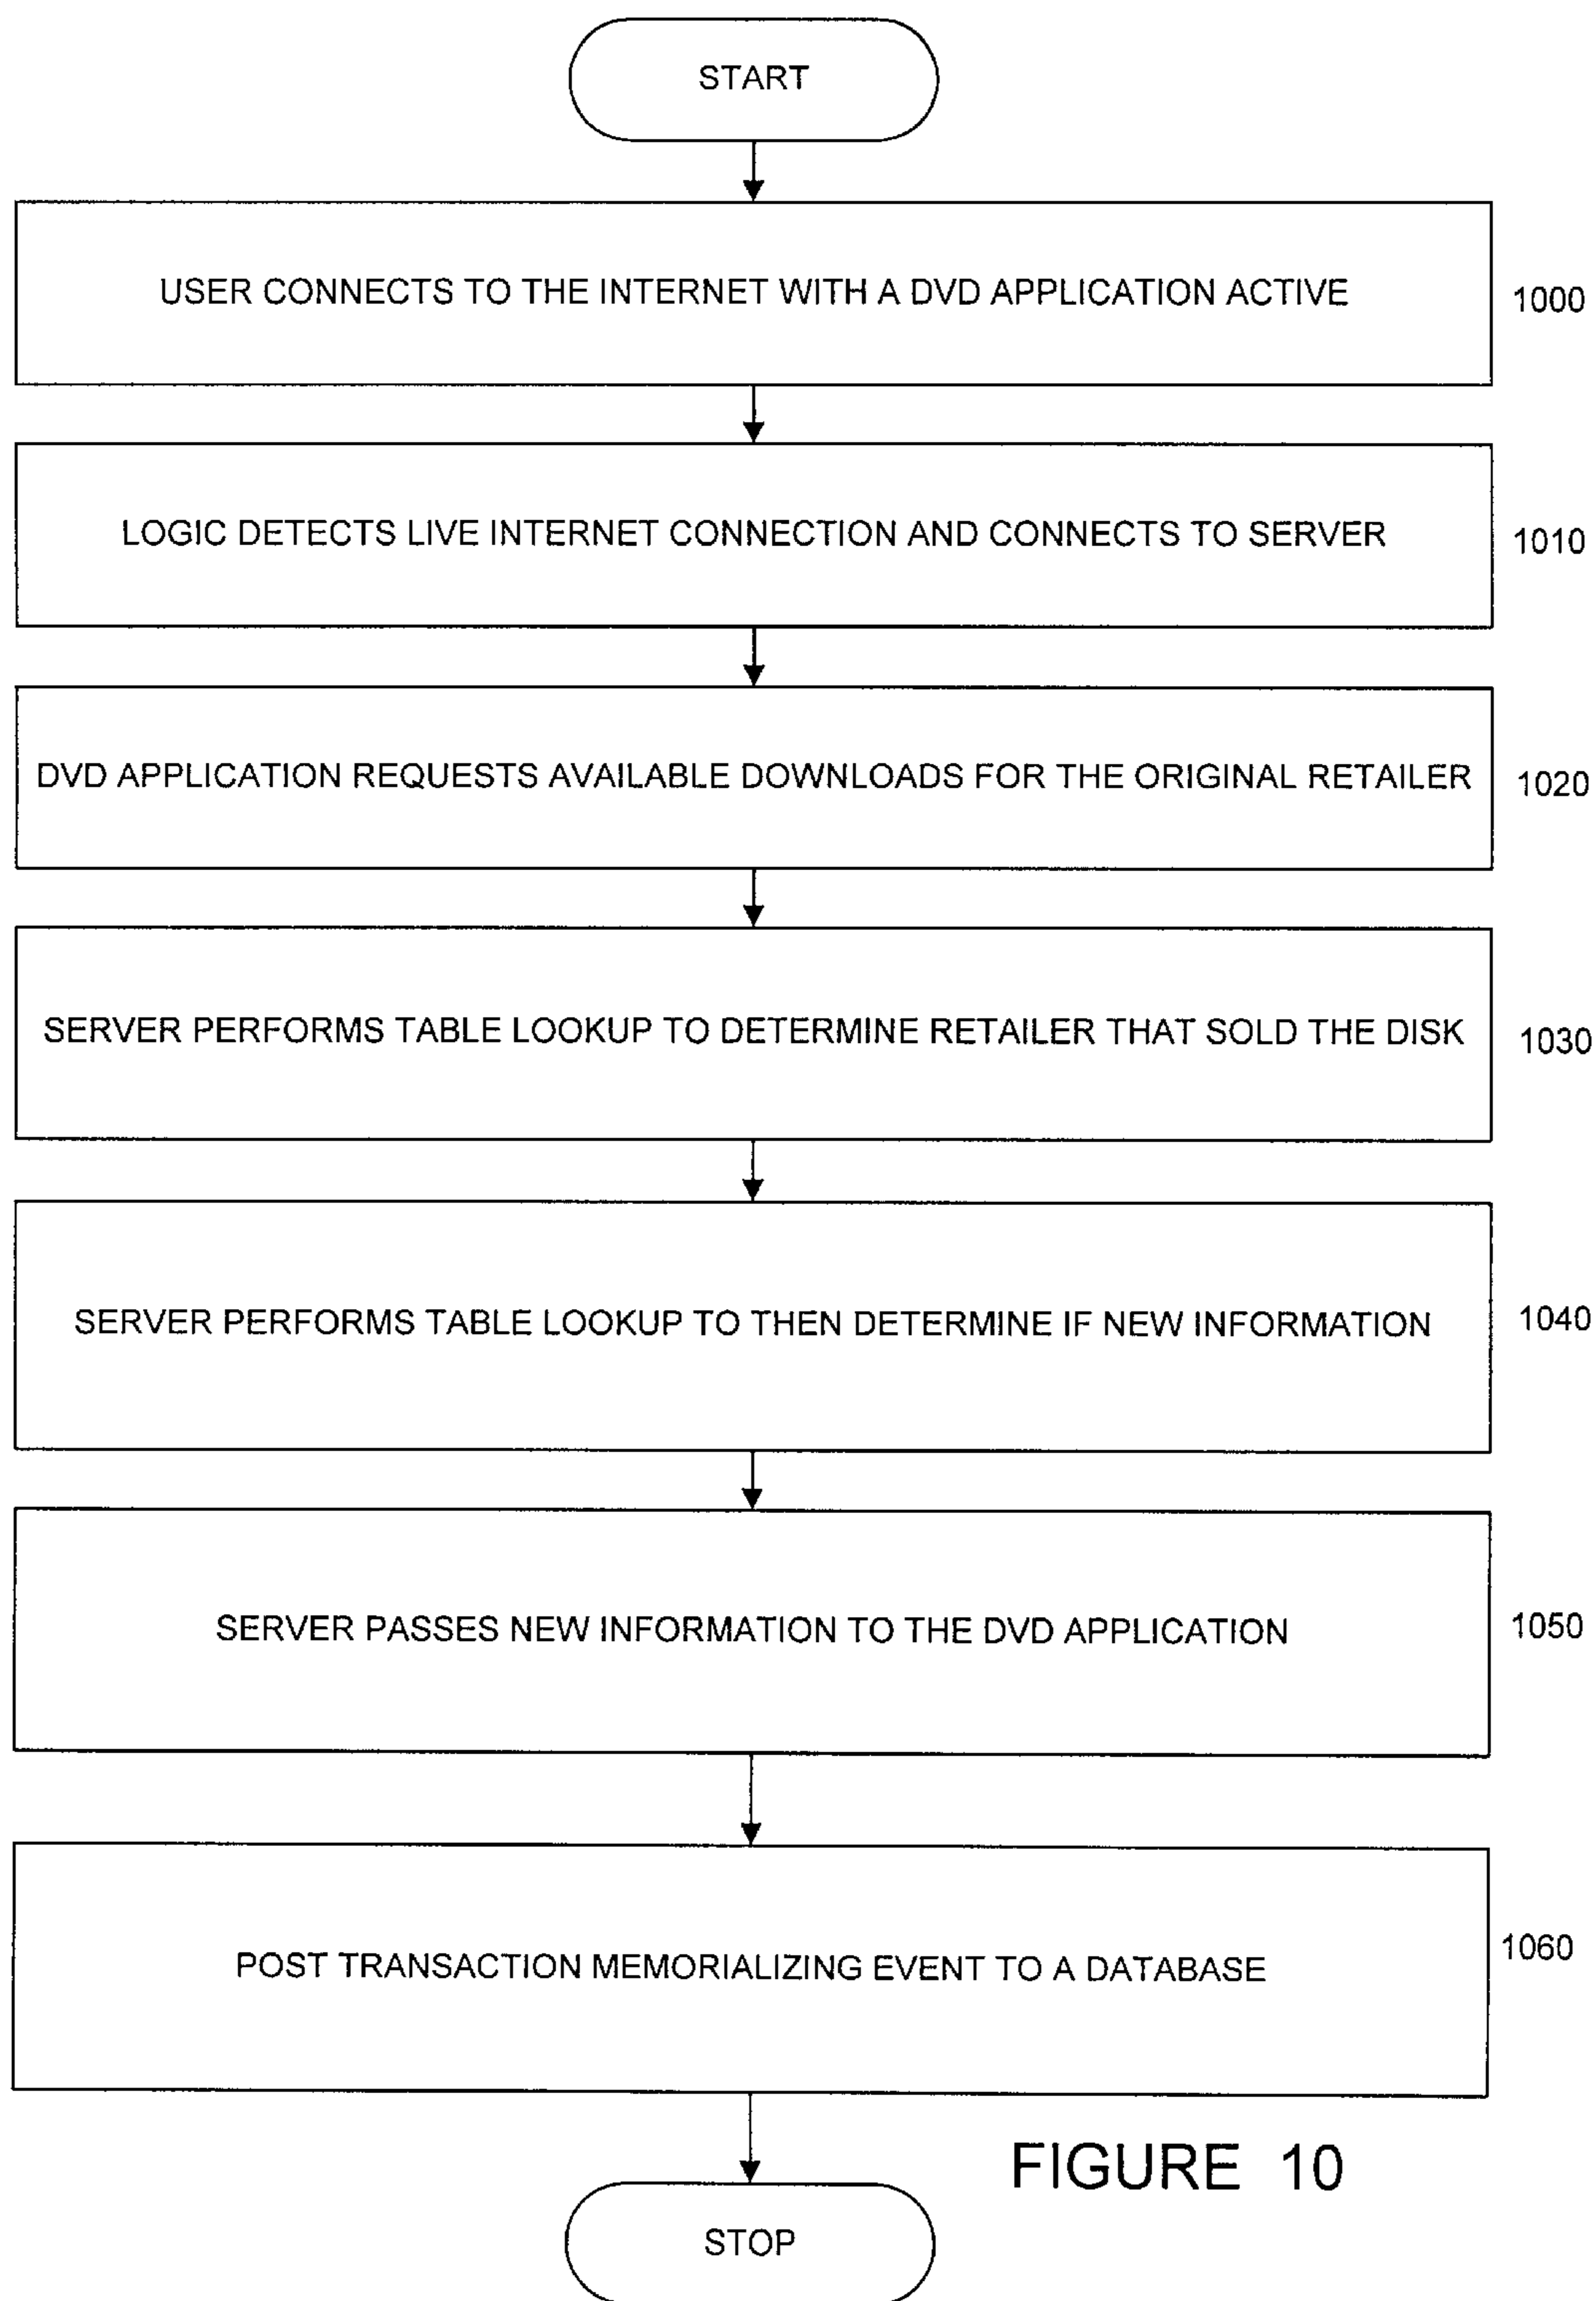 START
USER CONNECTS TO THE INTERNET WITH A DVD APPLICATION ACTIVE
1000
LOGIC DETECTS LIVE INTERNET CONNECTION AND CONNECTS TO SERVER
1010
DVD APPLICATION REQUESTS AVAILABLE DOWNLOADS FOR THE ORIGINAL RETAILER
1020
SERVER PERFORMS TABLE LOOKUP TO DETERMINE RETAILER THAT SOLD THE DISK
1030
SERVER PERFORMS TABLE LOOKUP TO THEN DETERMINE IF NEW INFORMATION
1040
SERVER PASSES NEW INFORMATION TO THE DVD APPLICATION
1050
POST TRANSACTION MEMORIALIZING EVENT TO A DATABASE
1060
FIGURE 10
STOP